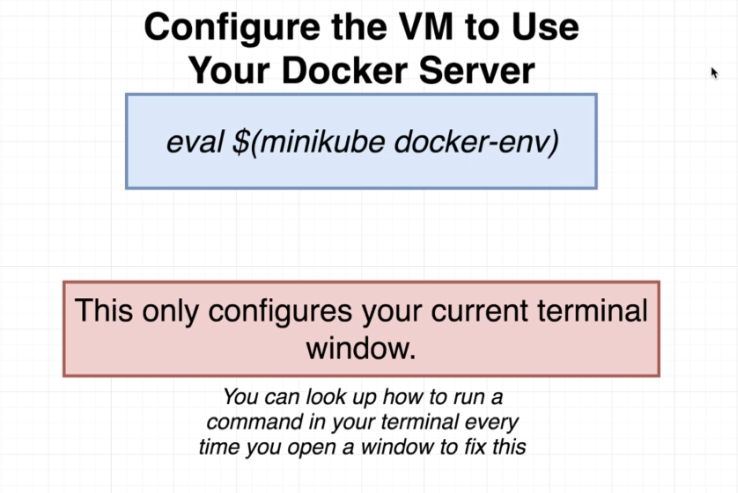 Configure the VM to Use
Your Docker Server
eval $(minikube docker-env)
This only configures your current terminal
window.
You can look up how to run a
command in your terminal every
time you open a window to fix this